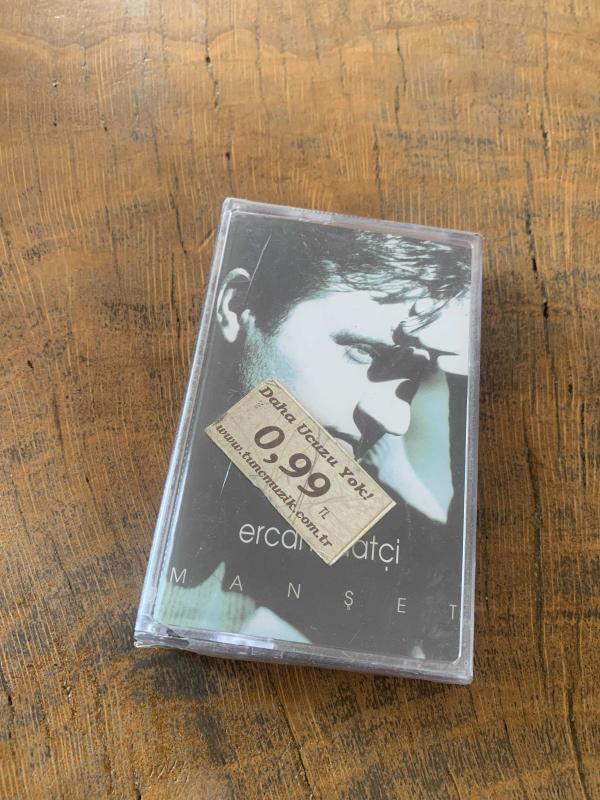 Daha Ucuzu Yok!
0,99 TL
www.tuncmuzik.com.tr
ercan
MANŞET